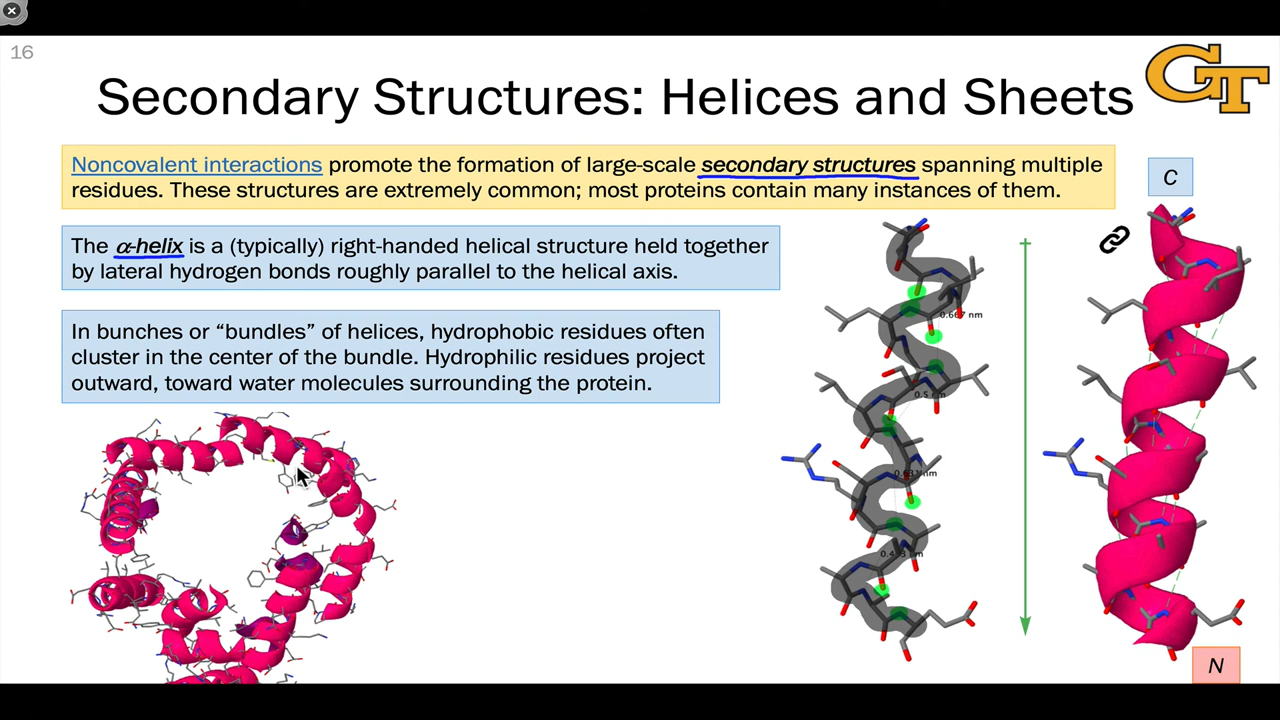 16
Secondary Structures: Helices and Sheets
GT
Noncovalent interactions promote the formation of large-scale secondary structures spanning multiple
residues. These structures are extremely common; most proteins contain many instances of them.
C
The α-helix is a (typically) right-handed helical structure held together
by lateral hydrogen bonds roughly parallel to the helical axis.
In bunches or “bundles” of helices, hydrophobic residues often
cluster in the center of the bundle. Hydrophilic residues project
outward, toward water molecules surrounding the protein.
nm
nm
nm
nm
N